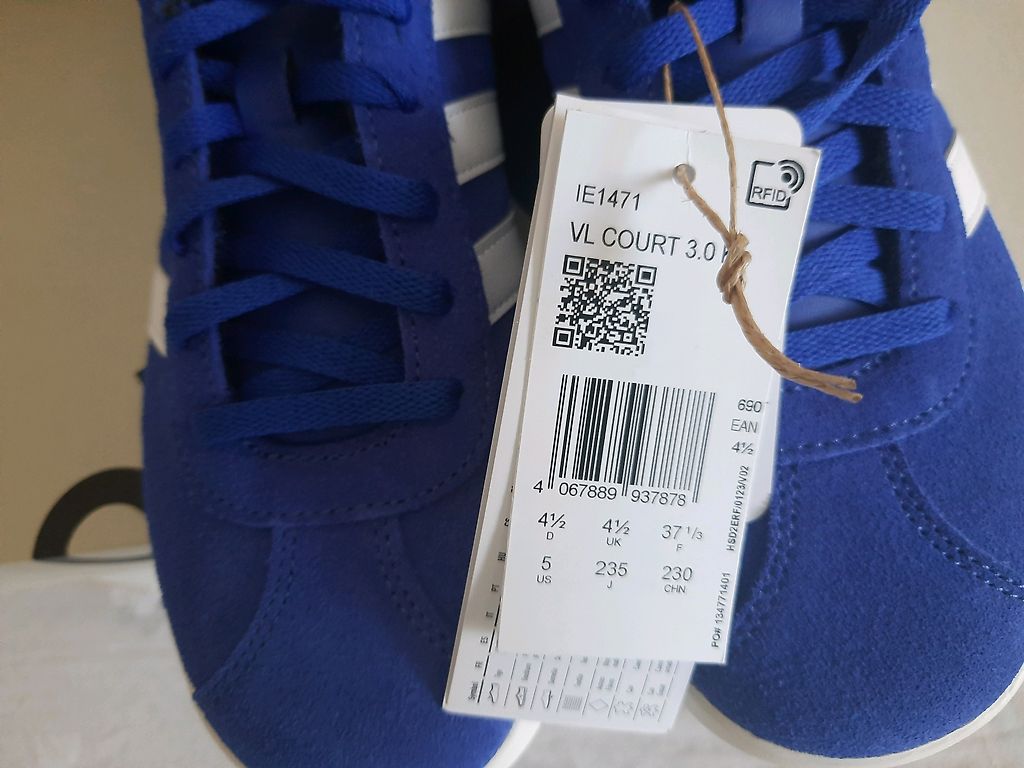 RFID
IE1471
VL COURT 3.0
4 067889 937878
690
EAN
4½
4½ 4½ 37 1/3
D UK F
5 235 230
US J CHN
HSD2ERF/0123/V02
PO# 134771401